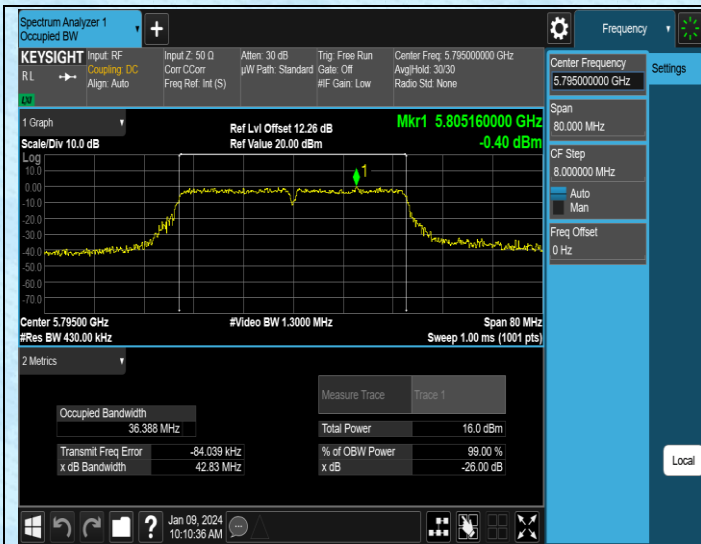 Spectrum Analyzer 1
Occupied BW
Frequency
KEYSIGHT
RL
LNI
Input: RF
Coupling: DC
Align: Auto
Input Z: 50 Ω
Corr CCorr
Freq Ref: Int (S)
Atten: 30 dB
µW Path: Standard
Trig: Free Run
Gate: Off
#IF Gain: Low
Center Freq: 5.795000000 GHz
Avg|Hold: 30/30
Radio Std: None
Center Frequency
5.795000000 GHz
Settings
Span
80.000 MHz
CF Step
8.000000 MHz
Auto
Man
Freq Offset
0 Hz
Local
1 Graph
Scale/Div 10.0 dB
Ref Lvl Offset 12.26 dB
Ref Value 20.00 dBm
Mkr1 5.805160000 GHz
-0.40 dBm
Log
10.0
0.00
-10.0
-20.0
-30.0
-40.0
-50.0
-60.0
-70.0
1
Center 5.79500 GHz
#Res BW 430.00 kHz
#Video BW 1.3000 MHz
Span 80 MHz
Sweep 1.00 ms (1001 pts)
2 Metrics
Measure Trace
Trace 1
Occupied Bandwidth
36.388 MHz
Total Power
16.0 dBm
Transmit Freq Error
-84.039 kHz
% of OBW Power
99.00 %
x dB Bandwidth
42.83 MHz
x dB
-26.00 dB
?
Jan 09, 2024
10:10:36 AM